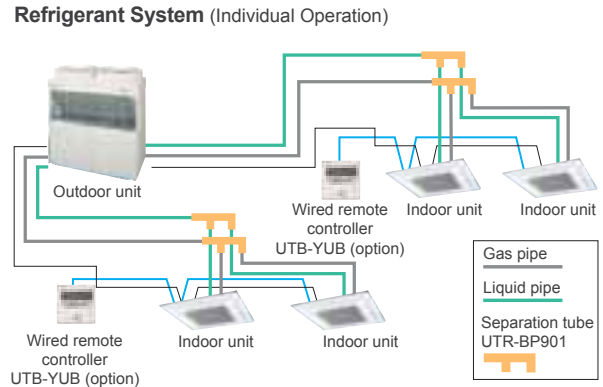 Refrigerant System (Individual Operation)
Outdoor unit
Wired remote
controller
UTB-YUB (option)
Indoor unit
Indoor unit
Gas pipe
Liquid pipe
Separation tube
UTR-BP901
Wired remote
controller
UTB-YUB (option)
Indoor unit
Indoor unit